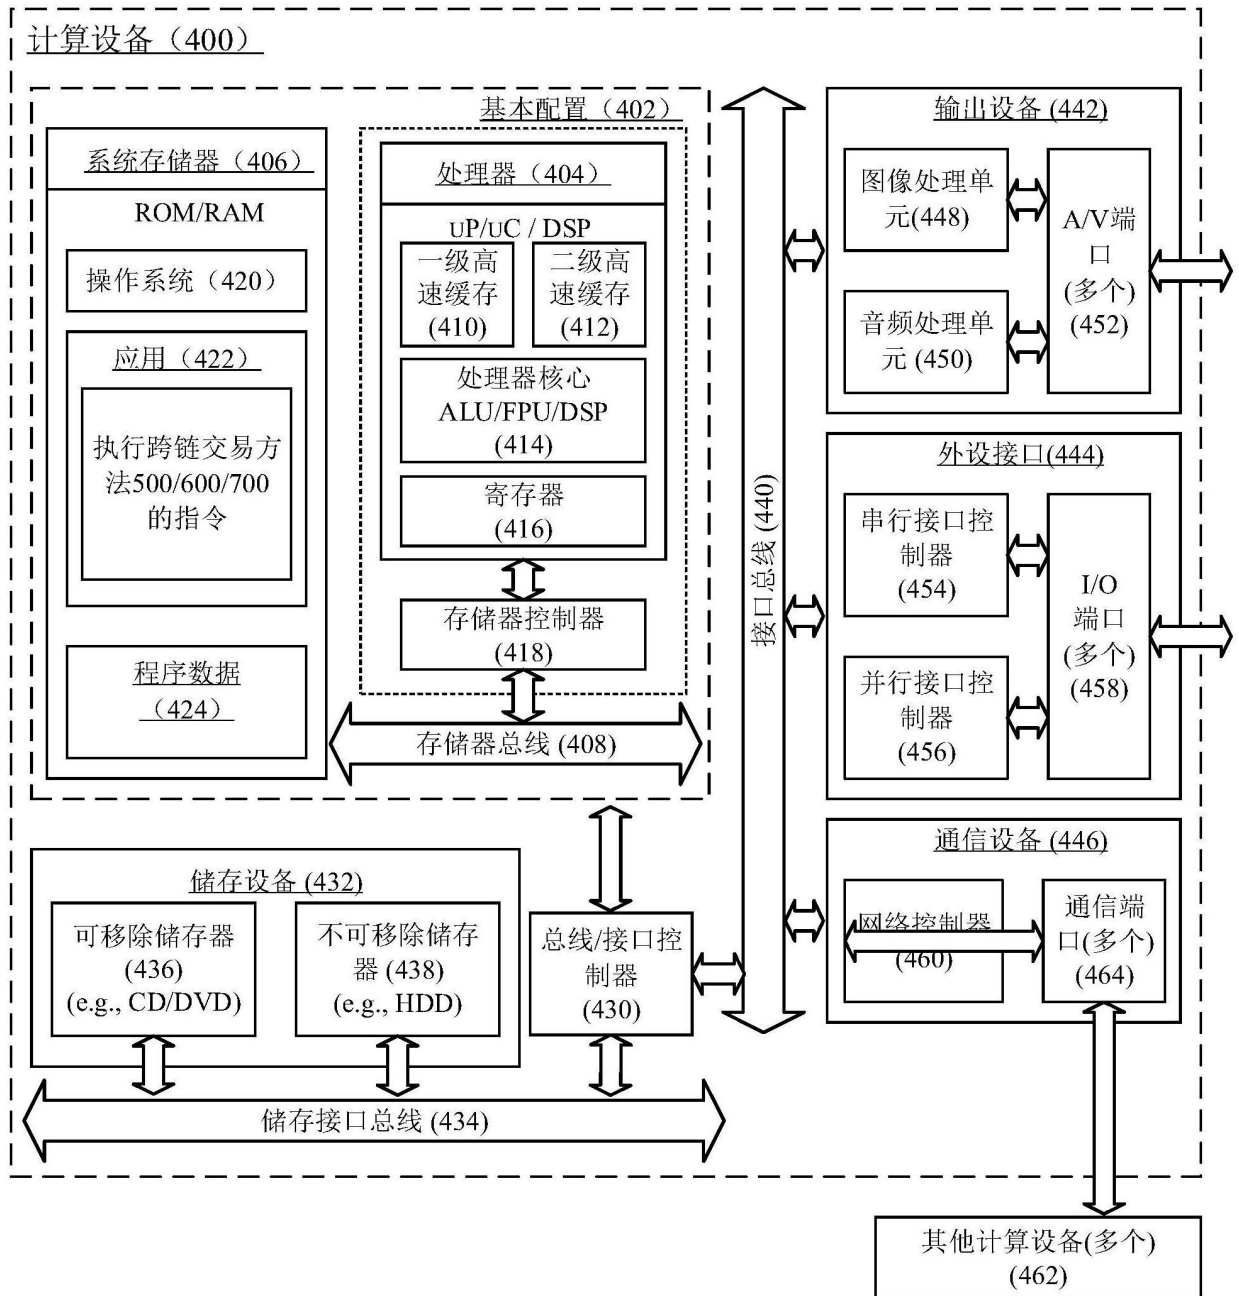 计算设备（400）
基本配置（402）
系统存储器（406）
ROM/RAM
操作系统（420）
应用（422）
执行跨链交易方
法500/600/700
的指令
程序数据
（424）
处理器（404）
uP/uC / DSP
一级高
速缓存
(410)
二级高
速缓存
(412)
处理器核心
ALU/FPU/DSP
(414)
寄存器
(416)
存储器控制器
(418)
存储器总线 (408)
接口总线 (440)
输出设备 (442)
图像处理单
元(448)
音频处理单
元 (450)
A/V端
口
(多个)
(452)
外设接口(444)
串行接口控
制器
(454)
并行接口控
制器
(456)
I/O
端口
(多个)
(458)
通信设备 (446)
网络控制器
(460)
通信端
口(多个)
(464)
储存设备 (432)
可移除储存器
(436)
(e.g., CD/DVD)
不可移除储存
器 (438)
(e.g., HDD)
总线/接口控
制器
(430)
储存接口总线 (434)
其他计算设备(多个)
(462)